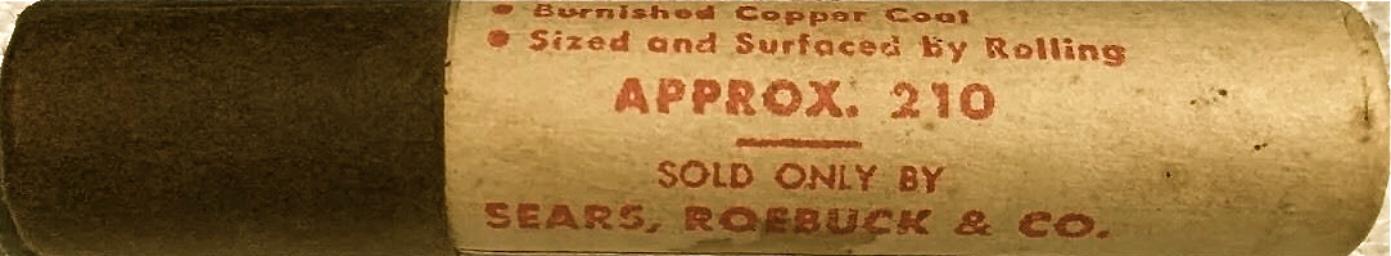 • Burnished Copper Coat
• Sized and Surfaced by Rolling
APPROX. 210
SOLD ONLY BY
SEARS, ROEBUCK & CO.